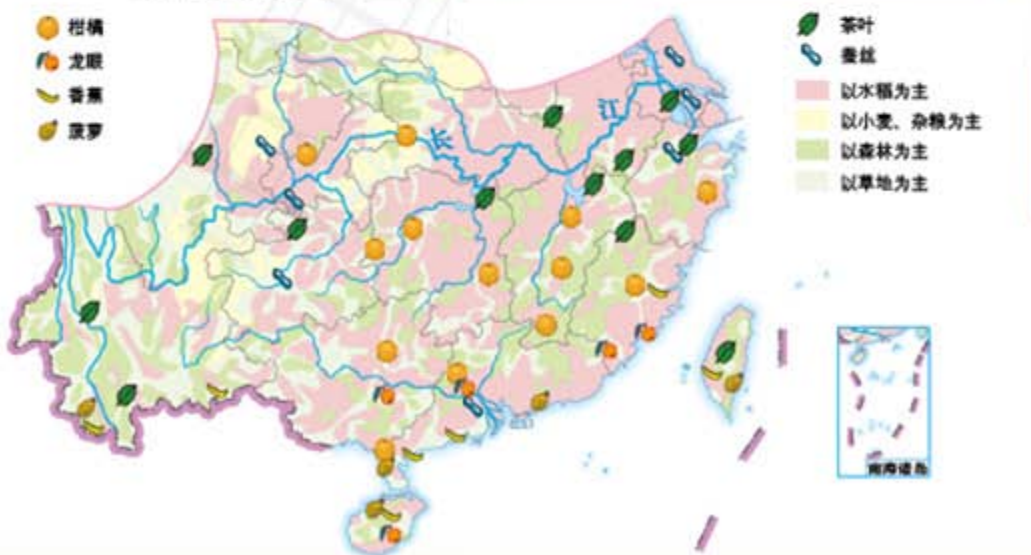 柑橘
龙眼
香蕉
菠萝
茶叶
蚕丝
以水稻为主
以小麦、杂粮为主
以森林为主
以草地为主
长
江
南海诸岛